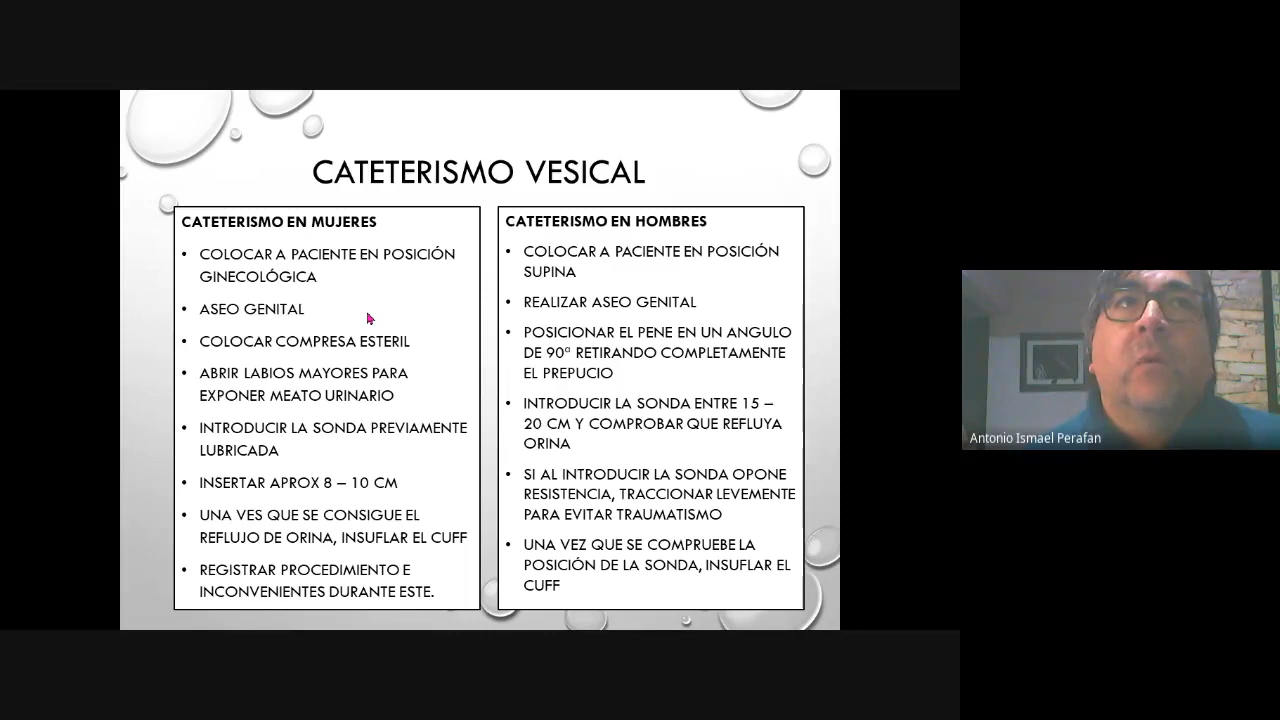 CATETERISMO VESICAL
CATETERISMO EN MUJERES
• COLOCAR A PACIENTE EN POSICIÓN
GINECOLÓGICA
• ASEO GENITAL
• COLOCAR COMPRESA ESTERIL
• ABRIR LABIOS MAYORES PARA
EXPONER MEATO URINARIO
• INTRODUCIR LA SONDA PREVIAMENTE
LUBRICADA
• INSERTAR APROX 8 – 10 CM
• UNA VES QUE SE CONSIGUE EL
REFLUJO DE ORINA, INSUFLAR EL CUFF
• REGISTRAR PROCEDIMIENTO E
INCONVENIENTES DURANTE ESTE.
CATETERISMO EN HOMBRES
• COLOCAR A PACIENTE EN POSICIÓN
SUPINA
• REALIZAR ASEO GENITAL
• POSICIONAR EL PENE EN UN ANGULO
DE 90º RETIRANDO COMPLETAMENTE
EL PREPUCIO
• INTRODUCIR LA SONDA ENTRE 15 –
20 CM Y COMPROBAR QUE REFLUYA
ORINA
• SI AL INTRODUCIR LA SONDA OPONE
RESISTENCIA, TRACCIONAR LEVEMENTE
PARA EVITAR TRAUMATISMO
• UNA VEZ QUE SE COMPRUEBE LA
POSICIÓN DE LA SONDA, INSUFLAR EL
CUFF
Antonio Ismael Perafan